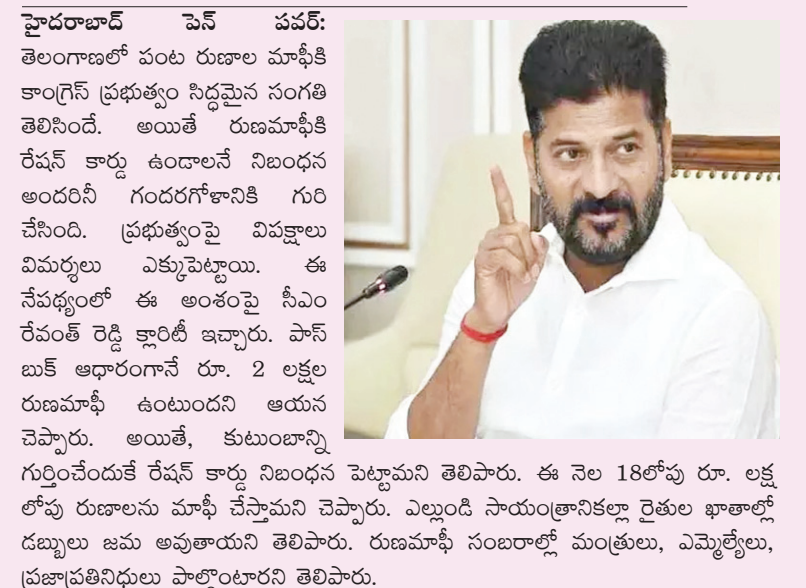 హైదరాబాద్ పెన్ పవర్:
తెలంగాణలో పంట రుణాల మాఫీకి
కాంగ్రెస్ ప్రభుత్వం సిద్ధమైన సంగతి
తెలిసిందే. అయితే రుణమాఫీకి
రేషన్ కార్డు ఉండాలనే నిబంధన
అందరినీ గందరగోళానికి గురి
చేసింది. ప్రభుత్వంపై విపక్షాలు
విమర్శలు ఎక్కుపెట్టాయి. ఈ
నేపథ్యంలో ఈ అంశంపై సీఎం
రేవంత్ రెడ్డి క్లారిటీ ఇచ్చారు. పాస్
బుక్ ఆధారంగానే రూ. 2 లక్షల
రుణమాఫీ ఉంటుందని ఆయన
చెప్పారు. అయితే, కుటుంబాన్ని
గుర్తించేందుకే రేషన్ కార్డు నిబంధన పెట్టామని తెలిపారు. ఈ నెల 18లోపు రూ. లక్ష
లోపు రుణాలను మాఫీ చేస్తామని చెప్పారు. ఎల్లుండి సాయంత్రానికల్లా రైతుల ఖాతాల్లో
డబ్బులు జమ అవుతాయని తెలిపారు. రుణమాఫీ సంబరాల్లో మంత్రులు, ఎమ్మెల్యేలు,
ప్రజాప్రతినిధులు పాల్గొంటారని తెలిపారు.